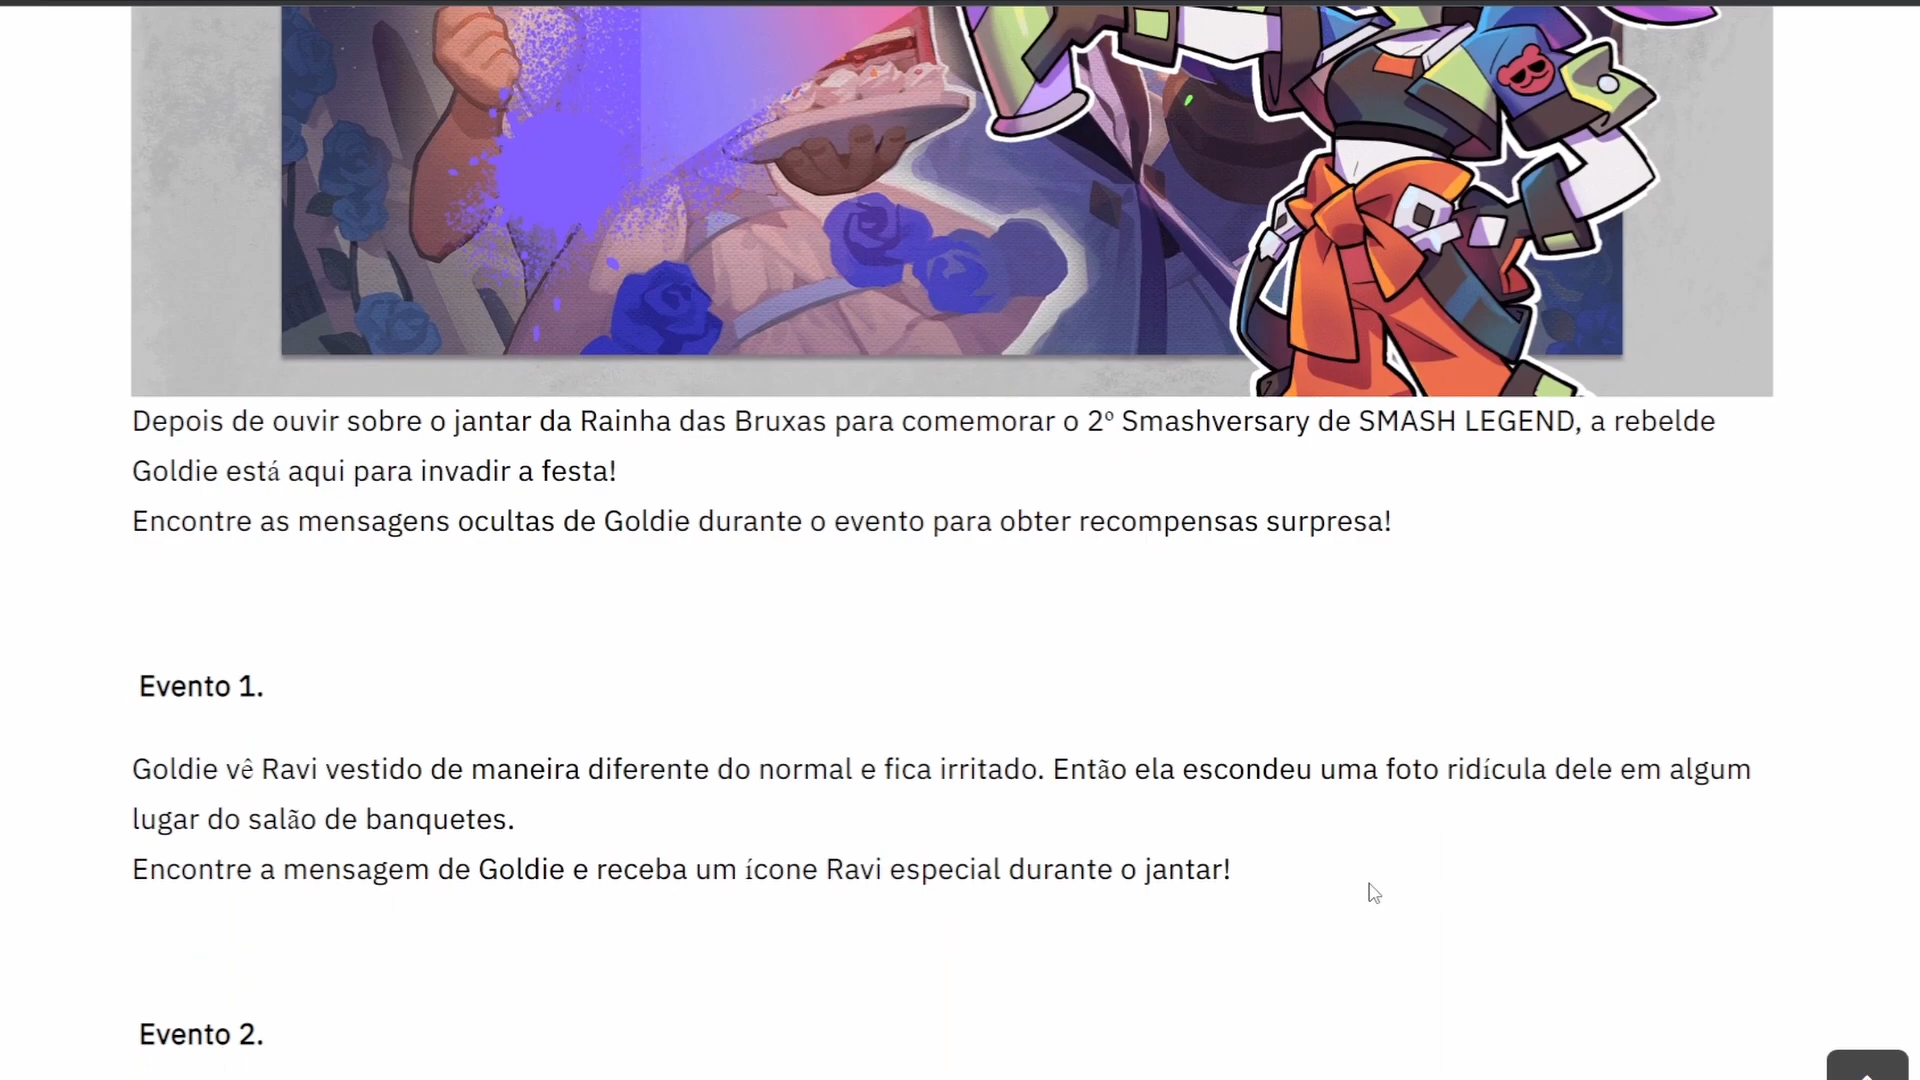 Depois de ouvir sobre o jantar da Rainha das Bruxas para comemorar o 2º Smashversary de SMASH LEGEND, a rebelde
Goldie está aqui para invadir a festa!
Encontre as mensagens ocultas de Goldie durante o evento para obter recompensas surpresa!
Evento 1.
Goldie vê Ravi vestido de maneira diferente do normal e fica irritado. Então ela escondeu uma foto ridícula dele em algum
lugar do salão de banquetes.
Encontre a mensagem de Goldie e receba um ícone Ravi especial durante o jantar!
Evento 2.